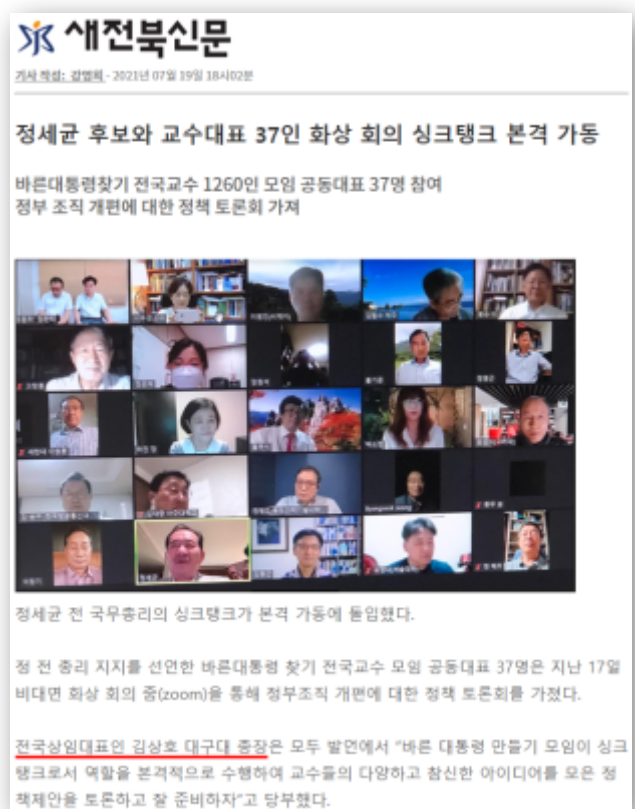 새전북신문
기사 작성: 강영희 - 2021년 07월 19일 18시02분
정세균 후보와 교수대표 37인 화상 회의 싱크탱크 본격 가동
바른대통령찾기 전국교수 1260인 모임 공동대표 37명 참여
정부 조직 개편에 대한 정책 토론회 가져
정세균 전 국무총리의 싱크탱크가 본격 가동에 돌입했다.
정 전 총리 지지를 선언한 바른대통령 찾기 전국교수 모임 공동대표 37명은 지난 17일
비대면 화상 회의 줌(zoom)을 통해 정부조직 개편에 대한 정책 토론회를 가졌다.
전국상임대표인 김상호 대구대 총장은 모두 발언에서 “바른 대통령 만들기 모임이 싱크
탱크로서 역할을 본격적으로 수행하여 교수들의 다양하고 참신한 아이디어를 모은 정
책제안을 토론하고 잘 준비하자”고 당부했다.